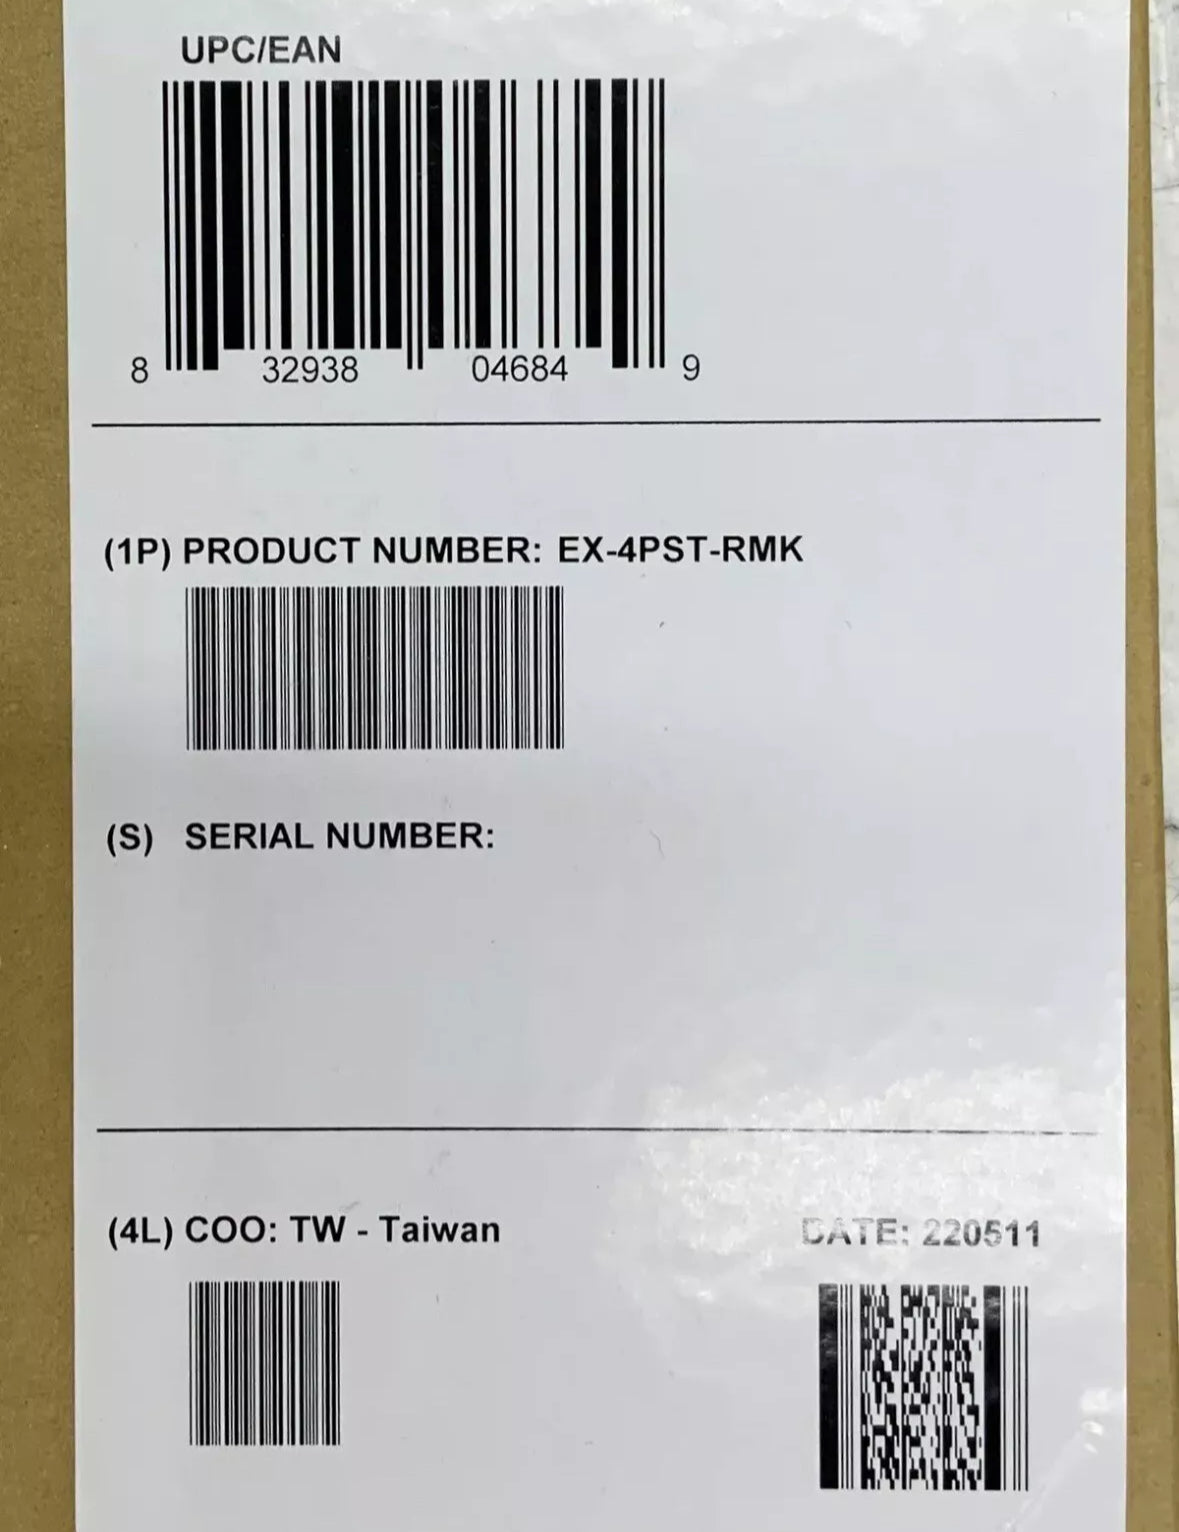 UPC/EAN
8 32938 04684 9
(1P) PRODUCT NUMBER: EX-4PST-RMK
(S) SERIAL NUMBER:
(4L) COO: TW - Taiwan
DATE: 220511